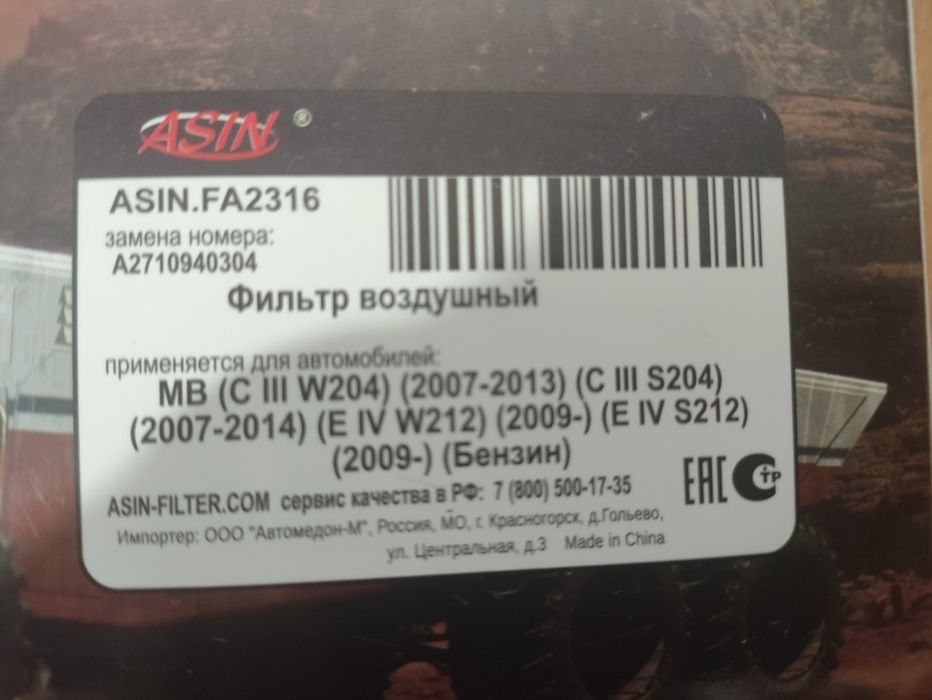 ASIN ®
ASIN.FA2316
замена номера:
A2710940304
Фильтр воздушный
применяется для автомобилей:
MB (C III W204) (2007-2013) (C III S204)
(2007-2014) (E IV W212) (2009-) (E IV S212)
(2009-) (Бензин)
ASIN-FILTER.COM сервис качества в РФ: 7 (800) 500-17-35
EAC СТР
Импортер: ООО "Автомедон-М", Россия, МО, г. Красногорск, д.Гольево,
ул. Центральная, д.3 Made in China